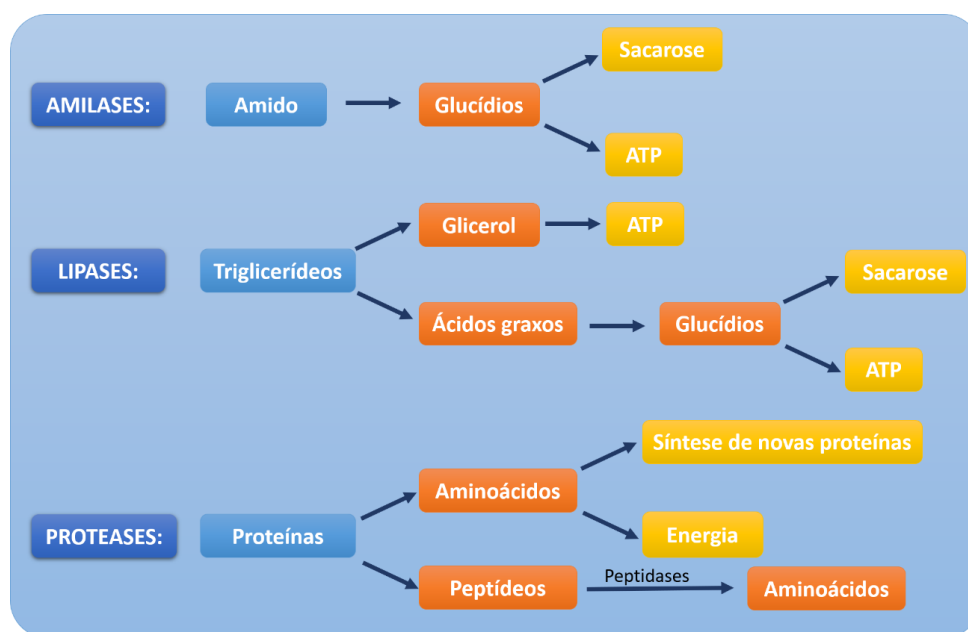 Sacarose
AMILASES:
Amido
Glucídios
ATP
Glicerol
ATP
LIPASES:
Triglicerídeos
Sacarose
Ácidos graxos
Glucídios
ATP
Síntese de novas proteínas
Aminoácidos
PROTEASES:
Proteínas
Energia
Peptídeos
Peptidases
Aminoácidos